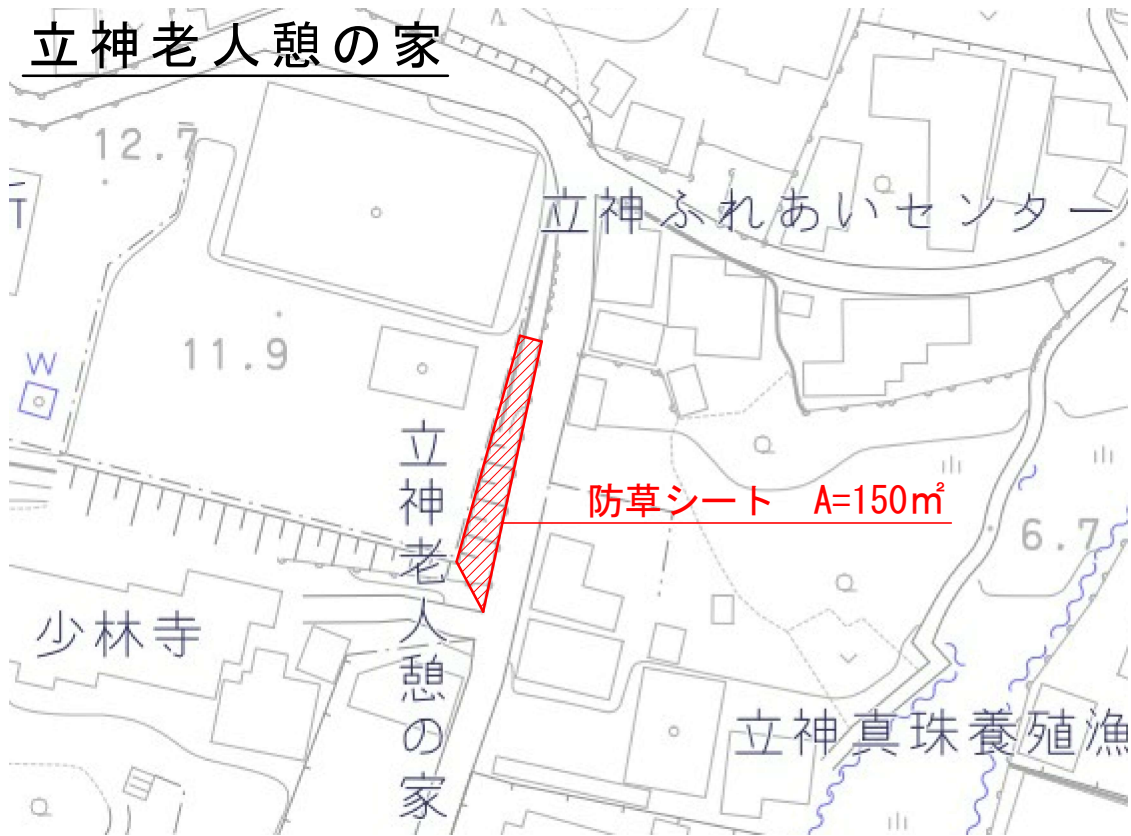 立神老人憩の家
12.7
立神ふれあいセンター
11.9
W
立神老人憩の家
防草シート A=150㎡
6.7
少林寺
立神真珠養殖漁